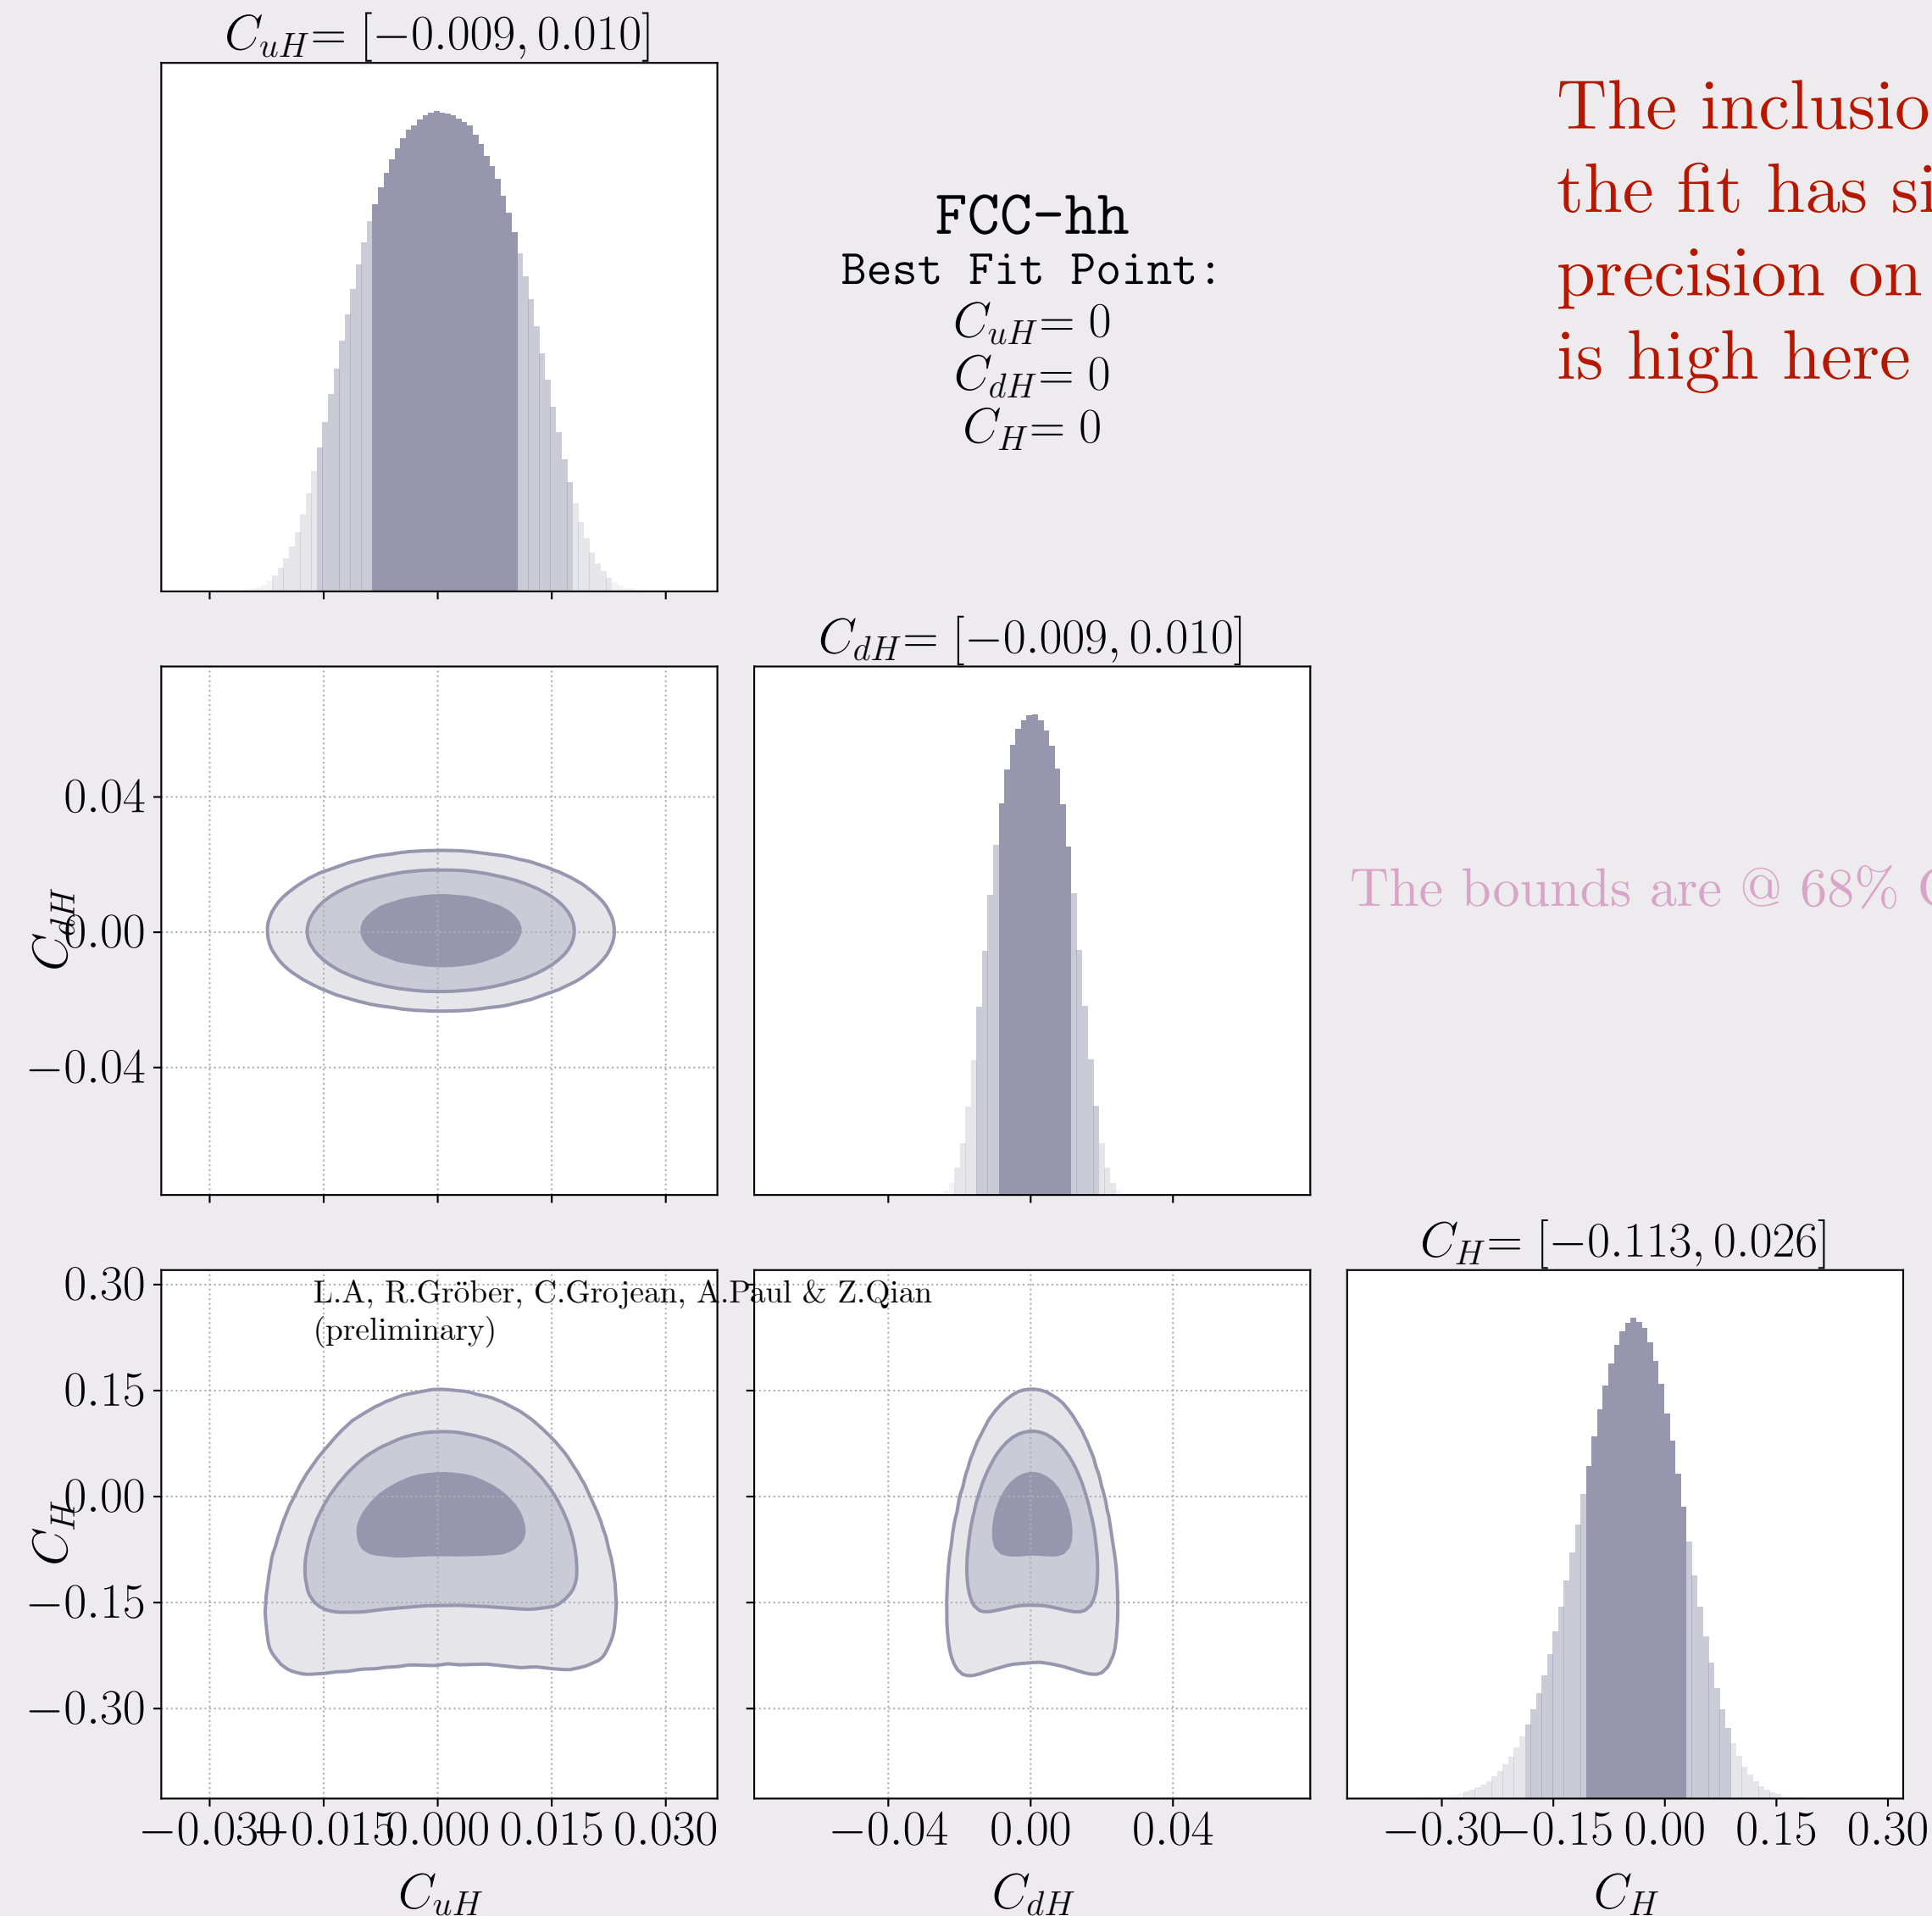 C_{uH}= [−0.009, 0.010]
The inclusio
the fit has si
precision on
is high here
FCC-hh
Best Fit Point:
C_{uH}= 0
C_{dH}= 0
C_H= 0
C_{dH}= [−0.009, 0.010]
0.04
0.00
−0.04
C_{dH}
The bounds are @ 68%
C_H= [−0.113, 0.026]
L.A, R.Gröber, C.Grojean, A.Paul & Z.Qian
(preliminary)
0.30
0.15
0.00
−0.15
−0.30
C_H
−0.030 −0.015 0.000 0.015 0.030
−0.04 0.00 0.04
−0.30 −0.15 0.00 0.15 0.30
C_{uH}
C_{dH}
C_H